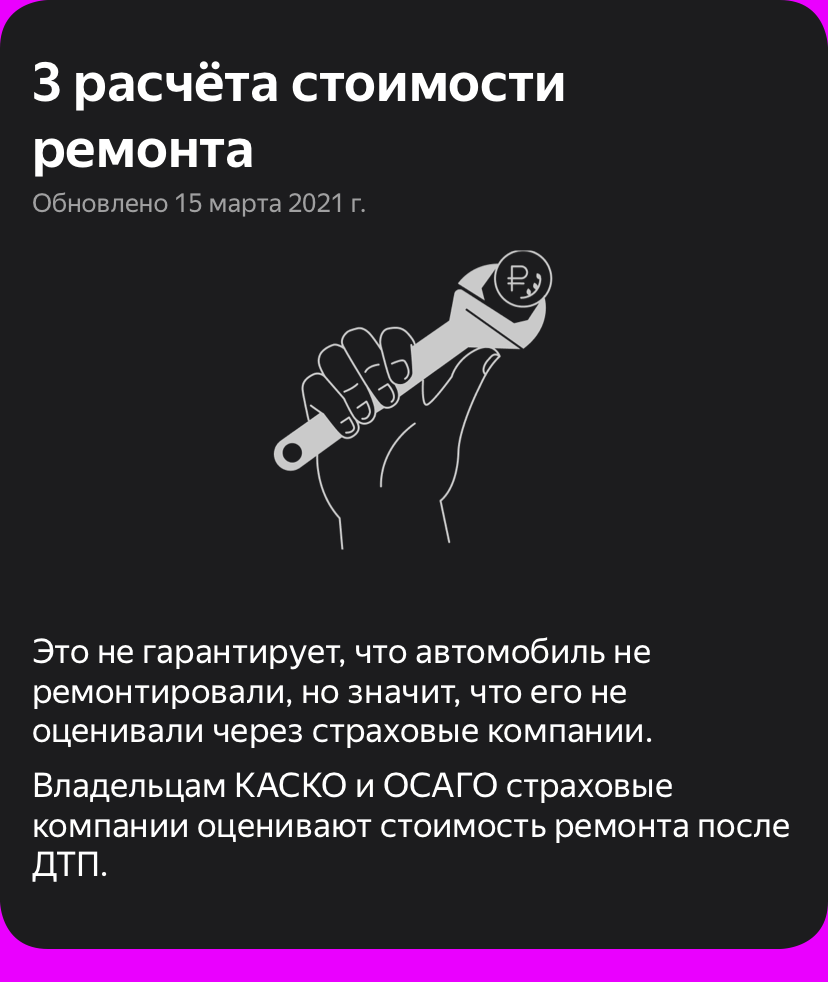 3 расчёта стоимости
ремонта
Обновлено 15 марта 2021 г.
₽
Это не гарантирует, что автомобиль не
ремонтировали, но значит, что его не
оценивали через страховые компании.
Владельцам КАСКО и ОСАГО страховые
компании оценивают стоимость ремонта после
ДТП.